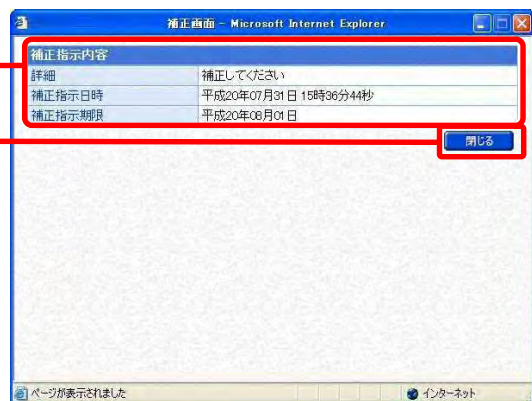 補正画面 - Microsoft Internet Explorer
補正指示内容
詳細 補正してください
補正指示日時 平成20年07月31日 15時36分44秒
補正指示期限 平成20年08月01日
閉じる
ページが表示されました インターネット